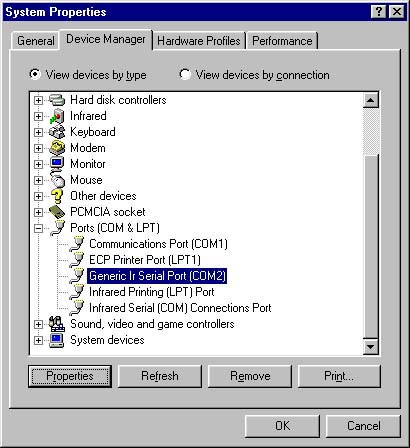 System Properties
General
Device Manager
Hardware Profiles
Performance
View devices by type
View devices by connection
Hard disk controllers
Infrared
Keyboard
Modem
Monitor
Mouse
Other devices
PCMCIA socket
Ports (COM & LPT)
Communications Port (COM1)
ECP Printer Port (LPT1)
Generic Ir Serial Port (COM2)
Infrared Printing (LPT) Port
Infrared Serial (COM) Connections Port
Sound, video and game controllers
System devices
Properties
Refresh
Remove
Print...
OK
Cancel